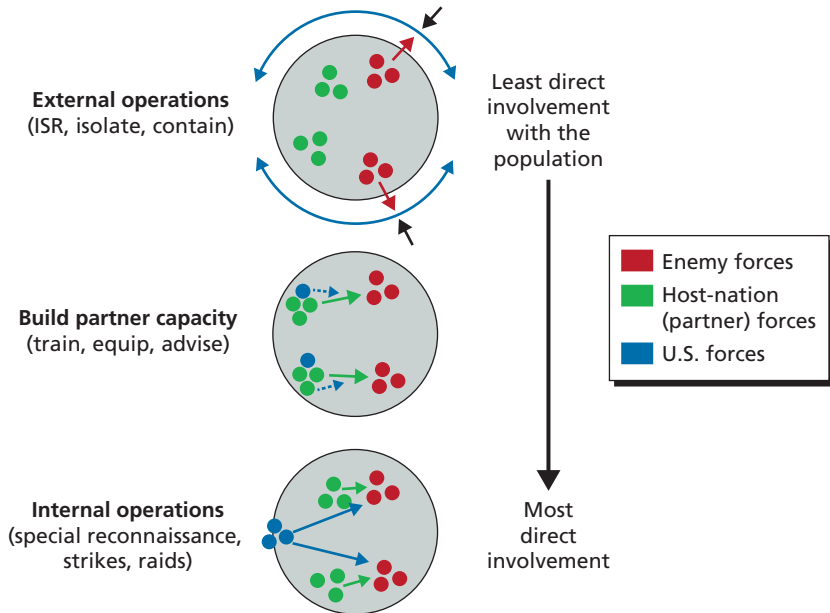 External operations
(ISR, isolate, contain)
Least direct
involvement
with the
population
Build partner capacity
(train, equip, advise)
Enemy forces
Host-nation
(partner) forces
U.S. forces
Internal operations
(special reconnaissance,
strikes, raids)
Most
direct
involvement